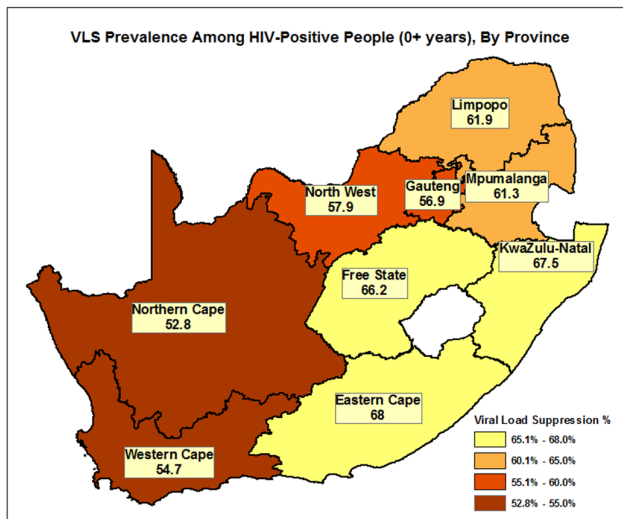 VLS Prevalence Among HIV-Positive People (0+ years), By Province
Limpopo
61.9
North West
57.9
Gauteng
56.9
Mpumalanga
61.3
KwaZulu-Natal
67.5
Free State
66.2
Northern Cape
52.8
Eastern Cape
68
Western Cape
54.7
Viral Load Suppression %
65.1% - 68.0%
60.1% - 65.0%
55.1% - 60.0%
52.8% - 55.0%